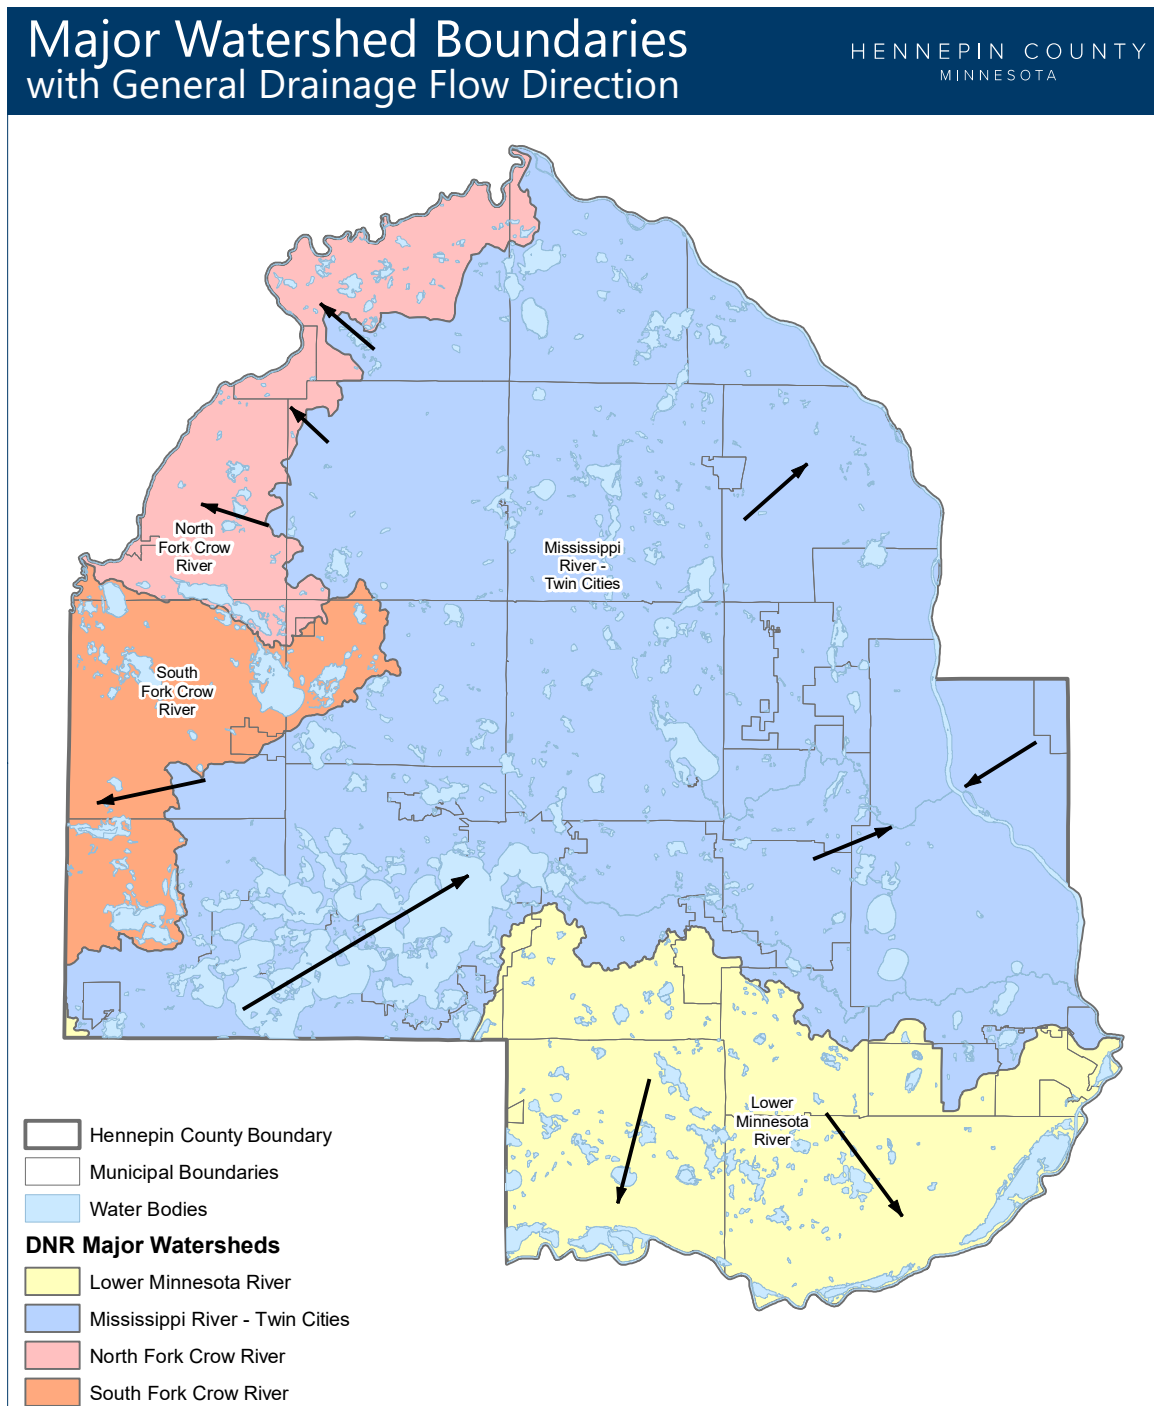 Major Watershed Boundaries
with General Drainage Flow Direction
HENNEPIN COUNTY
MINNESOTA
North
Fork Crow
River
Mississippi
River -
Twin Cities
South
Fork Crow
River
Lower
Minnesota
River
Hennepin County Boundary
Municipal Boundaries
Water Bodies
DNR Major Watersheds
Lower Minnesota River
Mississippi River - Twin Cities
North Fork Crow River
South Fork Crow River